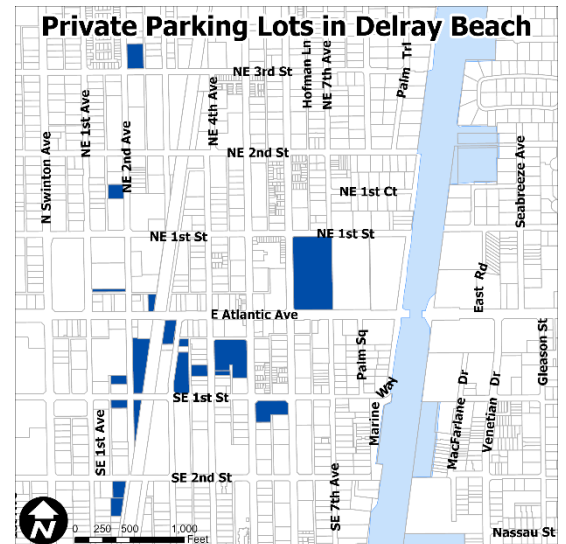 Private Parking Lots in Delray Beach
NE 3rd St
Hofman Ln
NE 7th Ave
Palm Trl
NE 4th Ave
NE 1st Ave
NE 2nd Ave
N Swinton Ave
NE 2nd St
NE 1st Ct
Seabreeze Ave
NE 1st St
NE 1st St
East Rd
E Atlantic Ave
Palm Sq
Gleason St
Marine Way
MacFarlane Dr
Venetian Dr
SE 1st St
SE 1st Ave
SE 2nd St
SE 7th Ave
Nassau St
N
0 250 500 1,000
Feet